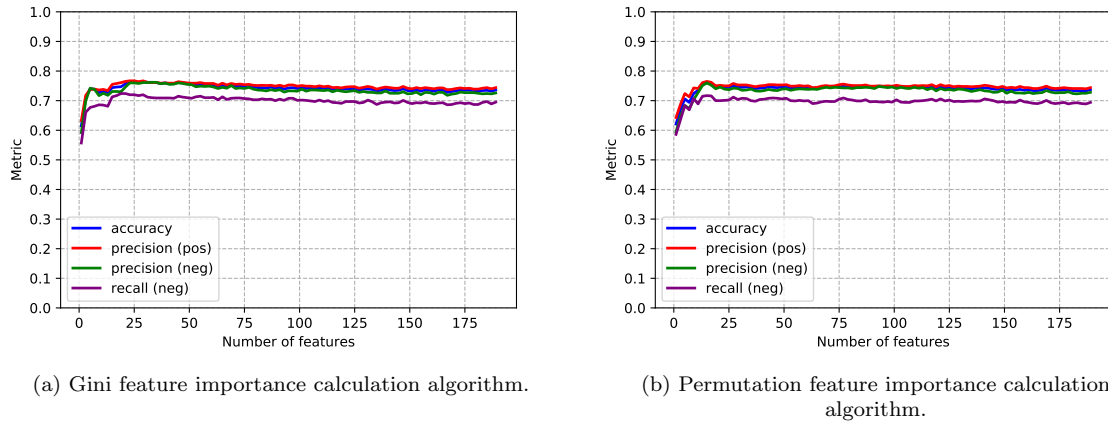 1.0
0.9
0.8
0.7
0.6
0.5
0.4
0.3
0.2
0.1
0.0
Metric
accuracy
precision (pos)
precision (neg)
recall (neg)
0 25 50 75 100 125 150 175
Number of features
(a) Gini feature importance calculation algorithm.
1.0
0.9
0.8
0.7
0.6
0.5
0.4
0.3
0.2
0.1
0.0
Metric
accuracy
precision (pos)
precision (neg)
recall (neg)
0 25 50 75 100 125 150 175
Number of features
(b) Permutation feature importance calculation
algorithm.